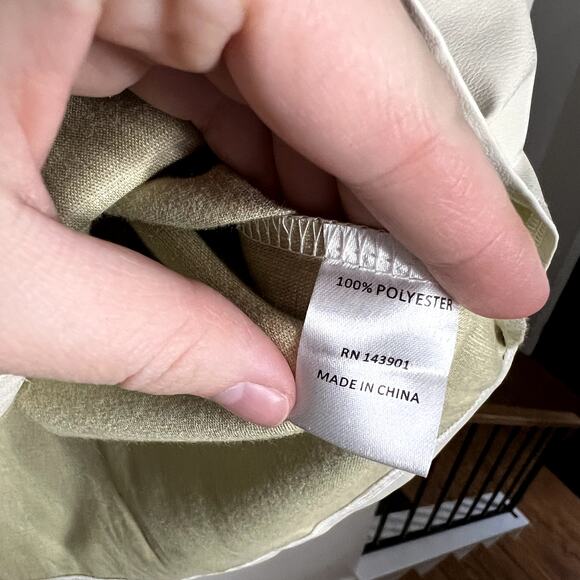 100% POLYESTER
RN 143901
MADE IN CHINA